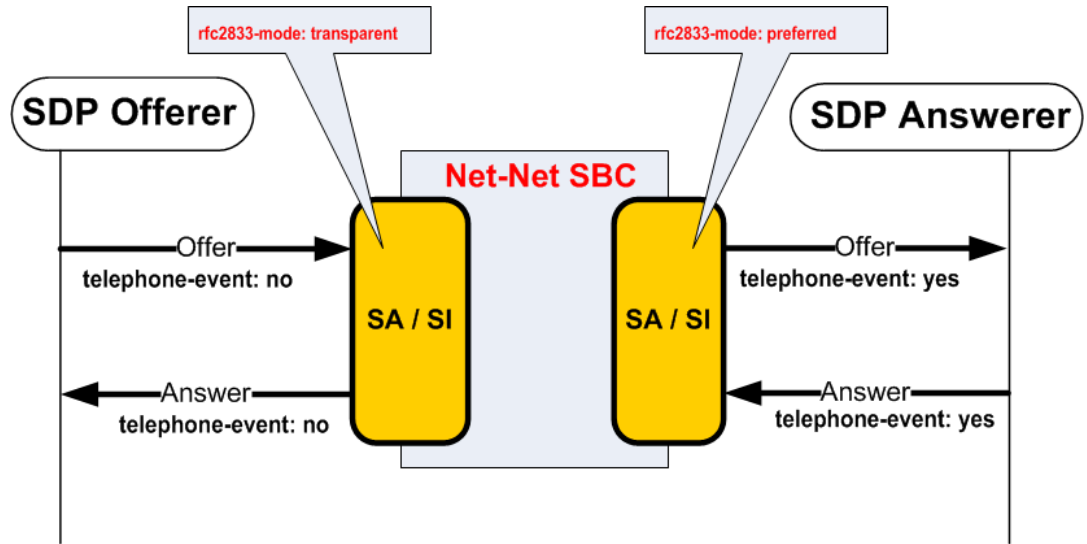 rfc2833-mode: transparent
rfc2833-mode: preferred
SDP Offerer
SDP Answerer
Net-Net SBC
Offer
telephone-event: no
Offer
telephone-event: yes
SA / SI
SA / SI
Answer
telephone-event: no
Answer
telephone-event: yes